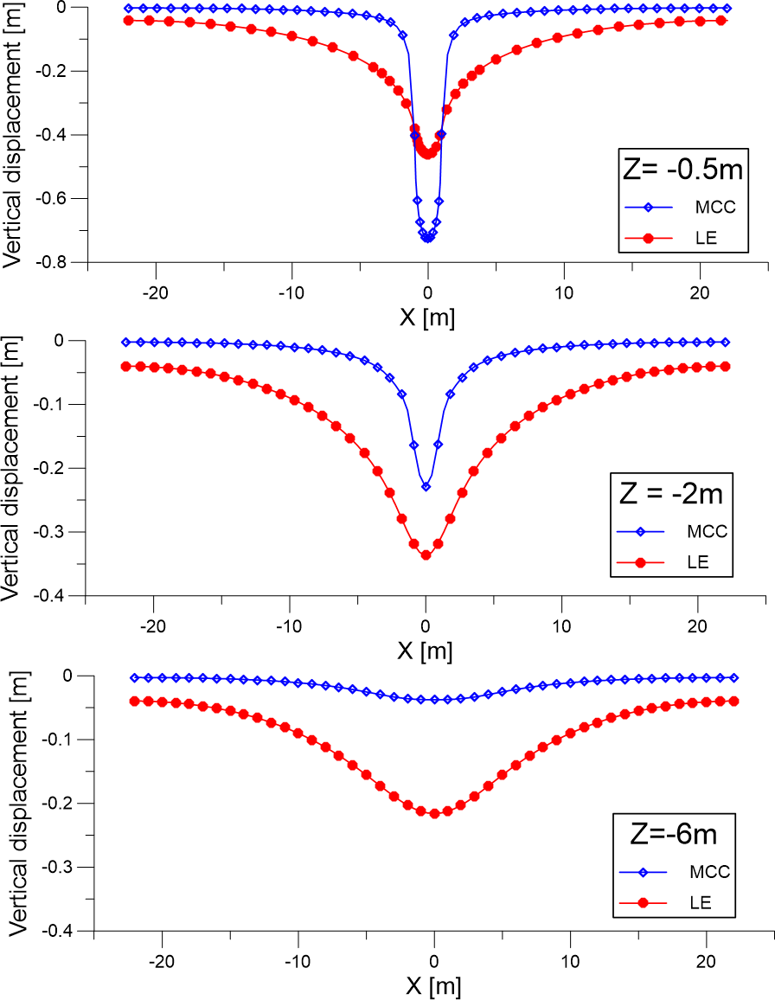 Vertical displacement [m]
0
-0.2
-0.4
-0.6
-0.8
-20
-10
0
10
20
X [m]
Z= -0.5m
MCC
LE
Vertical displacement [m]
0
-0.1
-0.2
-0.3
-0.4
-20
-10
0
10
20
X [m]
Z = -2m
MCC
LE
Vertical displacement [m]
0
-0.1
-0.2
-0.3
-0.4
-20
-10
0
10
20
X [m]
Z=-6m
MCC
LE